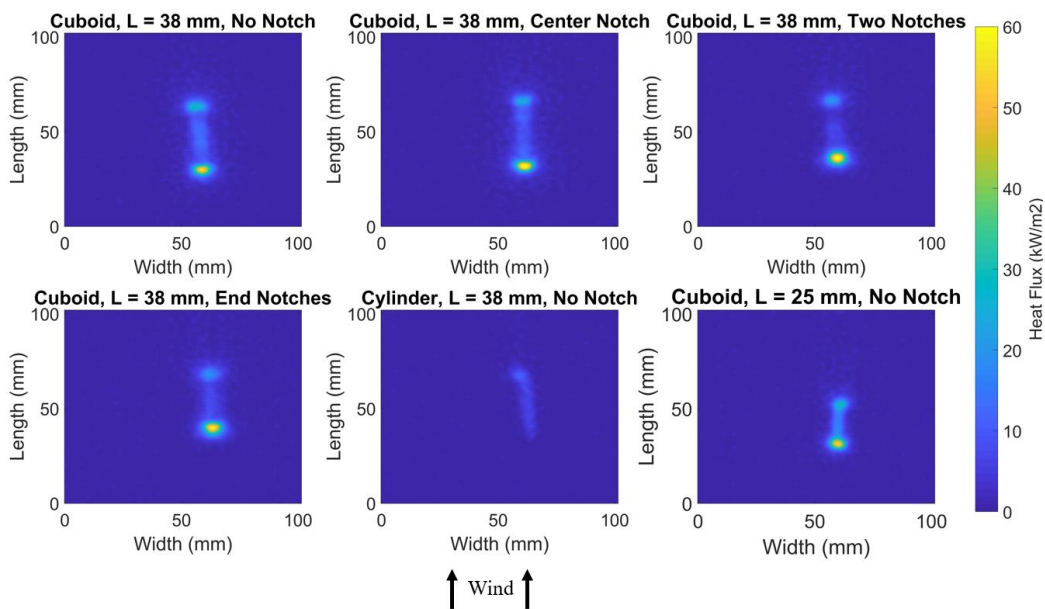 Cuboid, L = 38 mm, No Notch
100
50
0
Length (mm)
0 50 100
Width (mm)
Cuboid, L = 38 mm, Center Notch
100
50
0
Length (mm)
0 50 100
Width (mm)
Cuboid, L = 38 mm, Two Notches
100
50
0
Length (mm)
0 50 100
Width (mm)
Cuboid, L = 38 mm, End Notches
100
50
0
Length (mm)
0 50 100
Width (mm)
Cylinder, L = 38 mm, No Notch
100
50
0
Length (mm)
0 50 100
Width (mm)
Cuboid, L = 25 mm, No Notch
100
50
0
Length (mm)
0 50 100
Width (mm)
60
50
40
30
20
10
0
Heat Flux (kW/m2)
Wind